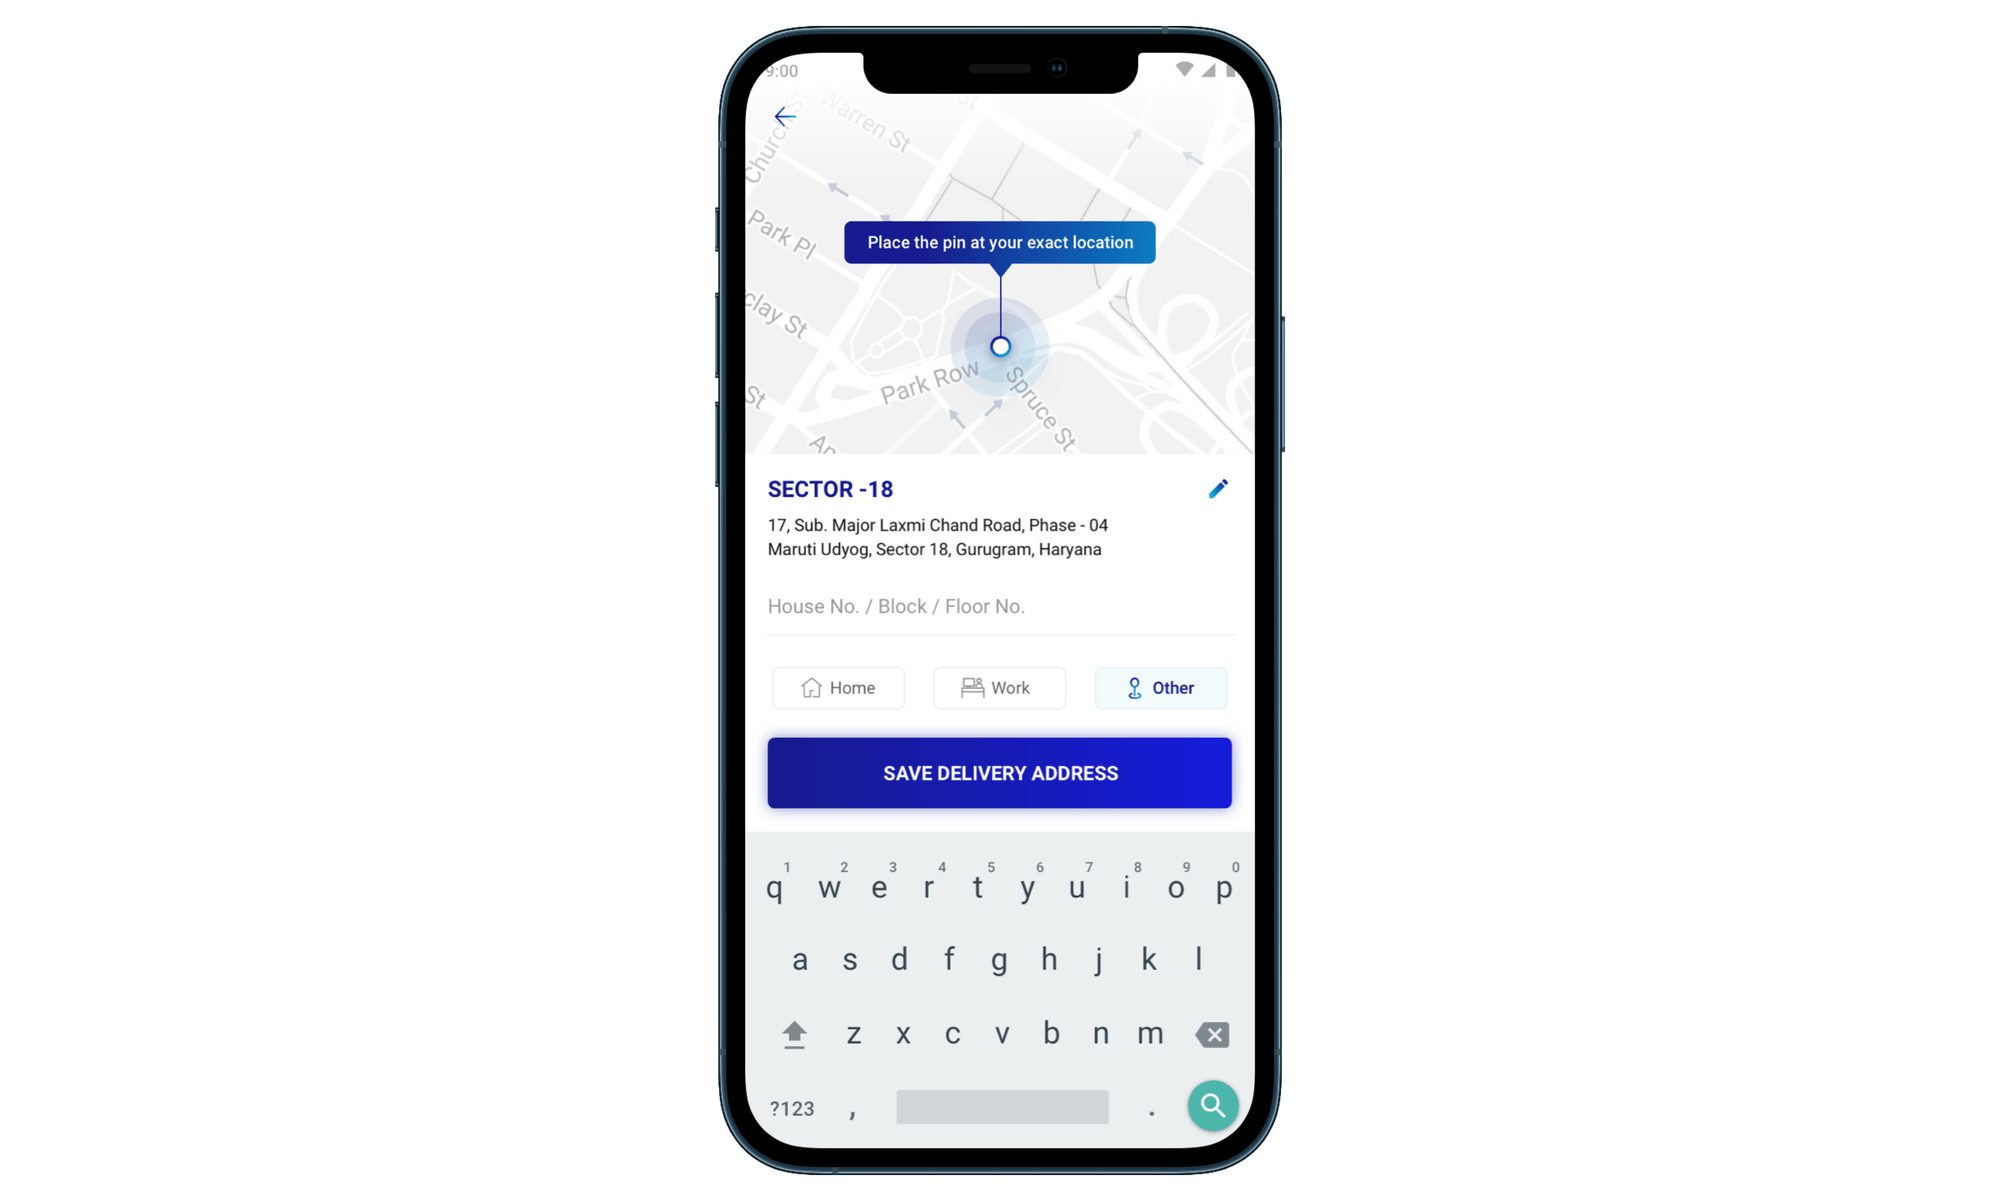 9:00
Warren St
Church St
St
Park Pl
Place the pin at your exact location
clay St
Park Row
Spruce St
St
An
SECTOR -18
17, Sub. Major Laxmi Chand Road, Phase - 04
Maruti Udyog, Sector 18, Gurugram, Haryana
House No. / Block / Floor No.
Home Work Other
SAVE DELIVERY ADDRESS
1 2 3 4 5 6 7 8 9 0
q w e r t y u i o p
a s d f g h j k l
z x c v b n m
?123 , .